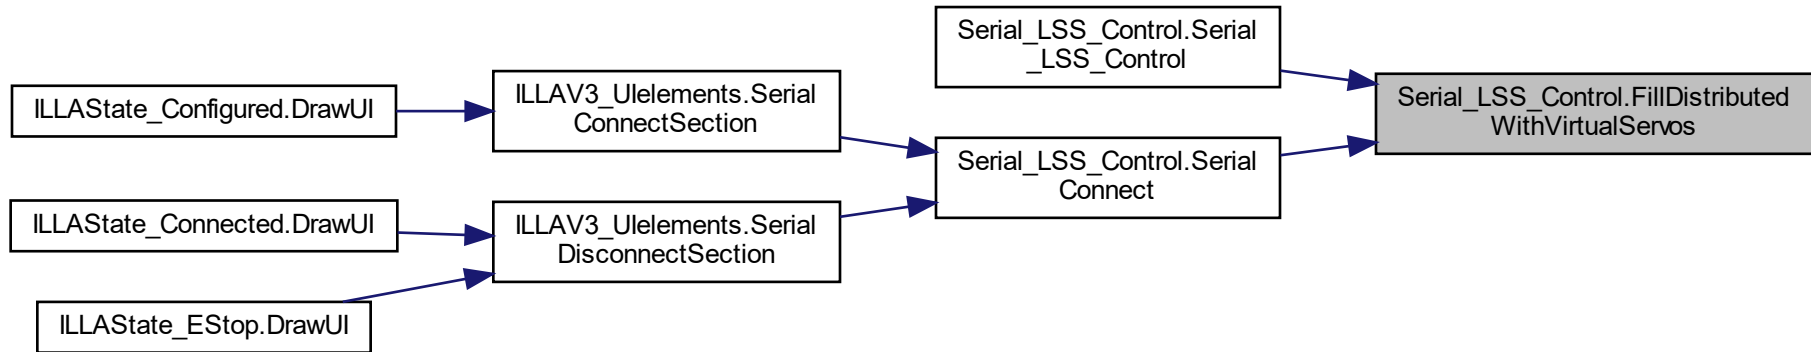 Serial_LSS_Control.Serial
_LSS_Control
Serial_LSS_Control.FillDistributed
WithVirtualServos
ILLAV3_UIelements.Serial
ConnectSection
ILLAState_Configured.DrawUI
Serial_LSS_Control.Serial
Connect
ILLAState_Connected.DrawUI
ILLAV3_UIelements.Serial
DisconnectSection
ILLAState_EStop.DrawUI